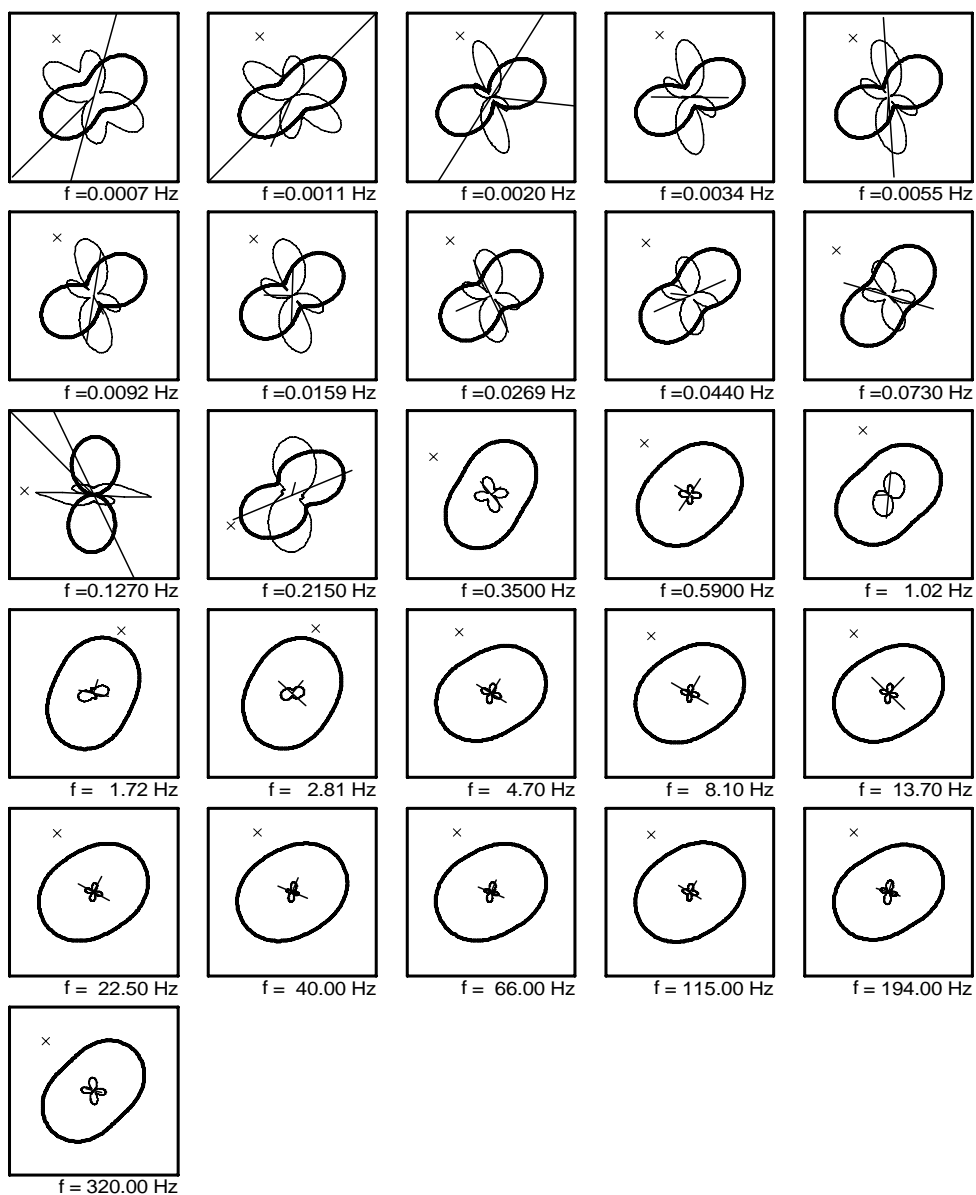 f =0.0007 Hz
f =0.0011 Hz
f =0.0020 Hz
f =0.0034 Hz
f =0.0055 Hz
f =0.0092 Hz
f =0.0159 Hz
f =0.0269 Hz
f =0.0440 Hz
f =0.0730 Hz
f =0.1270 Hz
f =0.2150 Hz
f =0.3500 Hz
f =0.5900 Hz
f = 1.02 Hz
f = 1.72 Hz
f = 2.81 Hz
f = 4.70 Hz
f = 8.10 Hz
f = 13.70 Hz
f = 22.50 Hz
f = 40.00 Hz
f = 66.00 Hz
f = 115.00 Hz
f = 194.00 Hz
f = 320.00 Hz